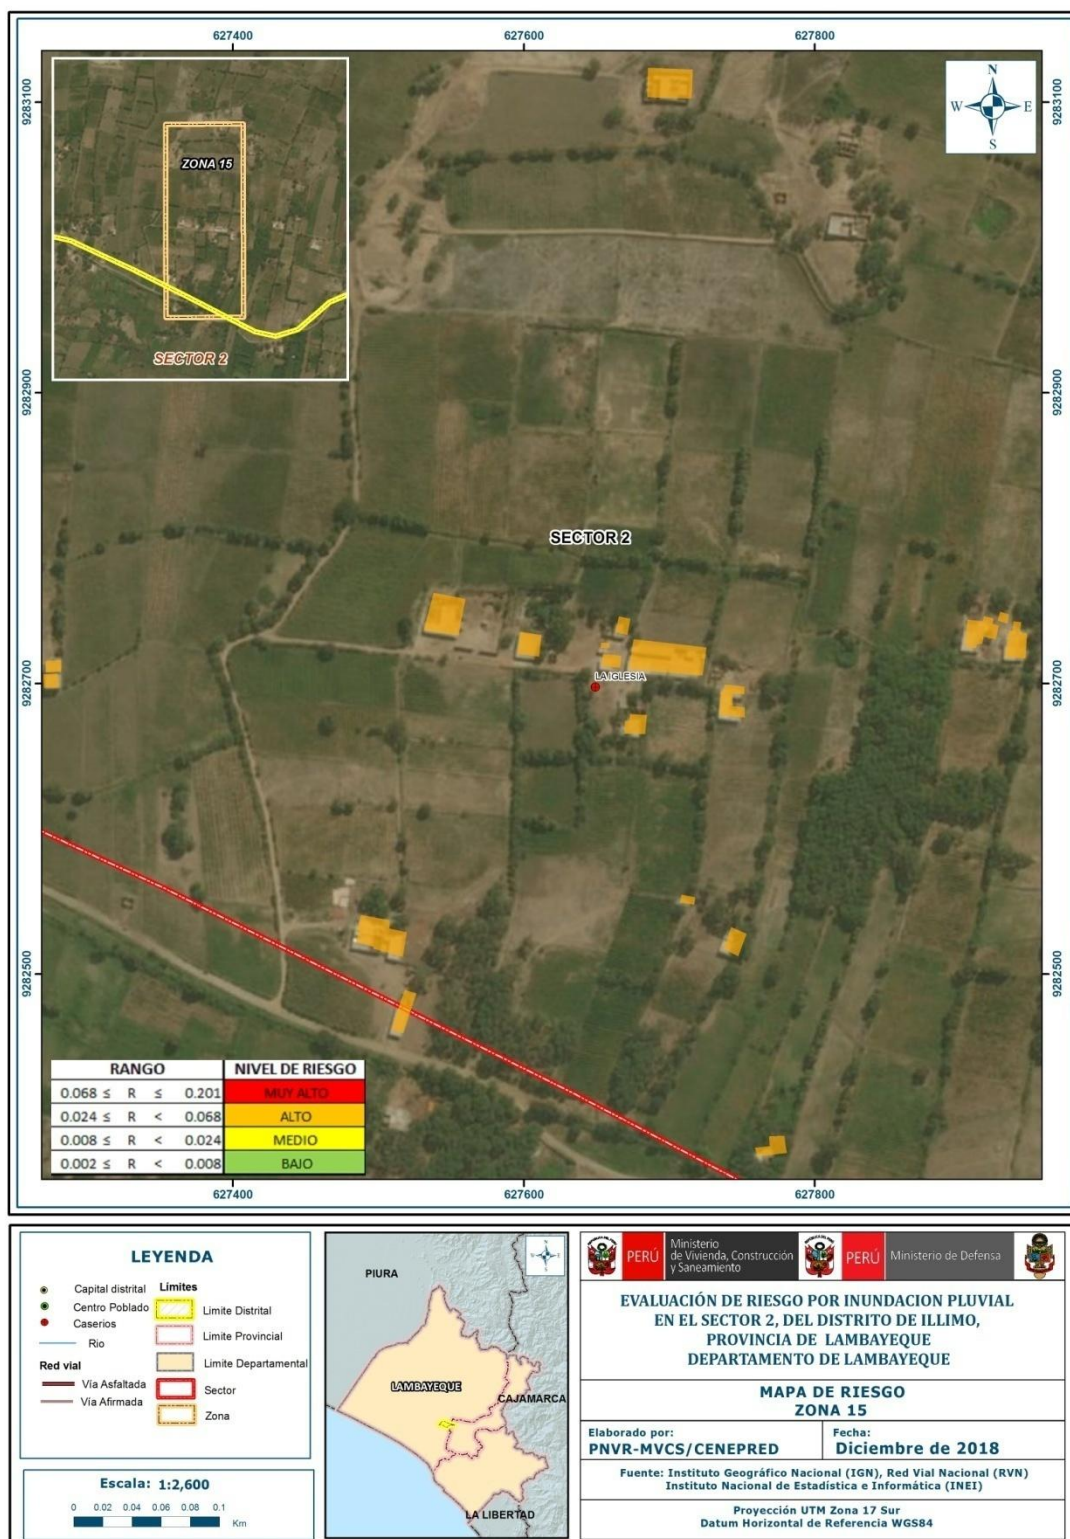 627400
627600
627800
9283100
9283100
ZONA 15
SECTOR 2
N
W
E
S
9282900
9282900
SECTOR 2
LA IGLESIA
9282700
9282700
9282500
9282500
RANGO NIVEL DE RIESGO
0.068 ≤ R ≤ 0.201 MUY ALTO
0.024 ≤ R < 0.068 ALTO
0.008 ≤ R < 0.024 MEDIO
0.002 ≤ R < 0.008 BAJO
627400
627600
627800
LEYENDA
Capital distrital
Centro Poblado
Caserios
Rio
Red vial
Vía Asfaltada
Vía Afirmada
Límites
Limite Distrital
Limite Provincial
Limite Departamental
Sector
Zona
Escala: 1:2,600
0 0.02 0.04 0.06 0.08 0.1
Km
PIURA
LAMBAYEQUE
CAJAMARCA
LA LIBERTAD
PERÚ
Ministerio
de Vivienda, Construcción
y Saneamiento
PERÚ
Ministerio de Defensa
EVALUACIÓN DE RIESGO POR INUNDACION PLUVIAL
EN EL SECTOR 2, DEL DISTRITO DE ILLIMO,
PROVINCIA DE LAMBAYEQUE
DEPARTAMENTO DE LAMBAYEQUE
MAPA DE RIESGO
ZONA 15
Elaborado por:
PNVR-MVCS/CENEPRED
Fecha:
Diciembre de 2018
Fuente: Instituto Geográfico Nacional (IGN), Red Vial Nacional (RVN)
Instituto Nacional de Estadística e Informática (INEI)
Proyección UTM Zona 17 Sur
Datum Horizontal de Referencia WGS84